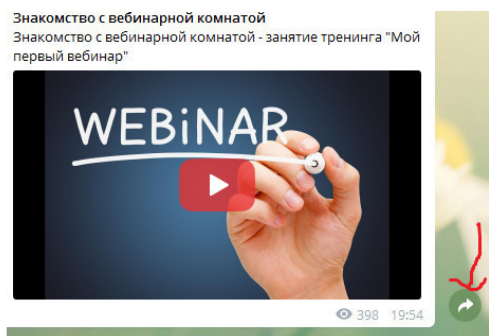 Знакомство с вебинарной комнатой
Знакомство с вебинарной комнатой - занятие тренинга "Мой
первый вебинар"
WEBiNAR
398 19:54